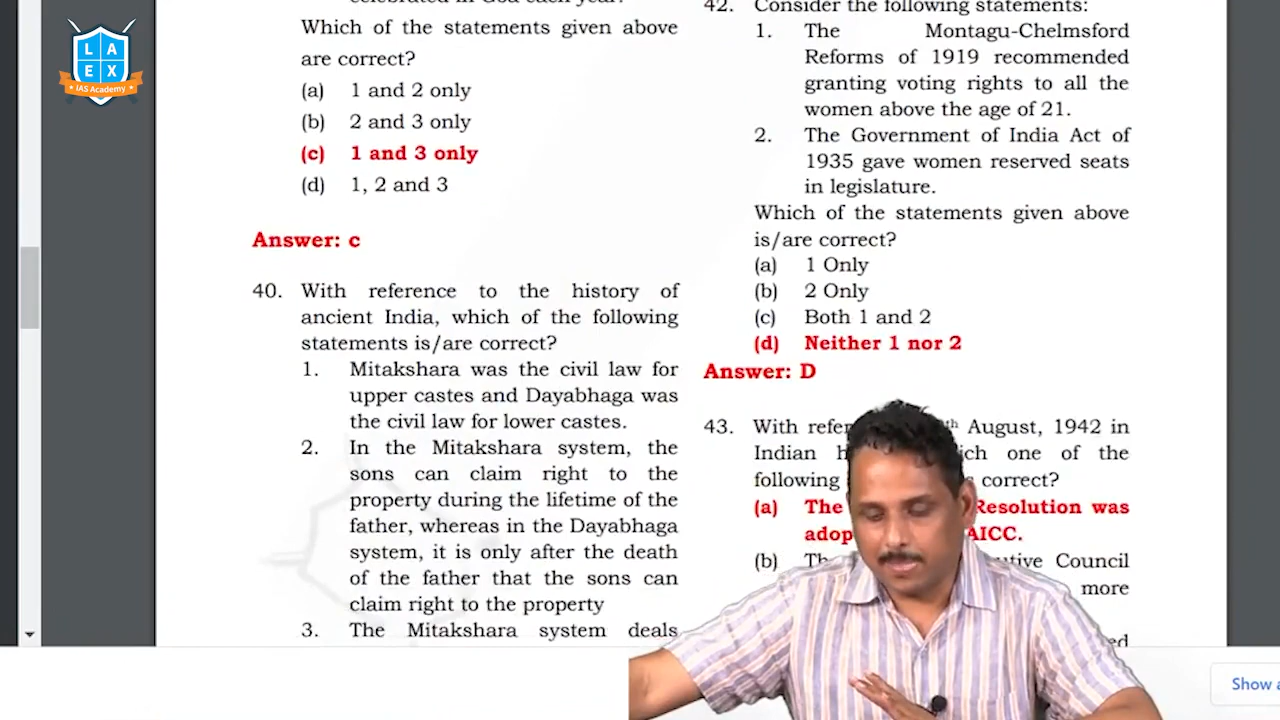 LA
EX
IAS Academy
Which of the statements given above
are correct?
(a) 1 and 2 only
(b) 2 and 3 only
(c) 1 and 3 only
(d) 1, 2 and 3
Answer: c
40. With reference to the history of
ancient India, which of the following
statements is/are correct?
1. Mitakshara was the civil law for
upper castes and Dayabhaga was
the civil law for lower castes.
2. In the Mitakshara system, the
sons can claim right to the
property during the lifetime of the
father, whereas in the Dayabhaga
system, it is only after the death
of the father that the sons can
claim right to the property
3. The Mitakshara system deals
42. Consider the following statements:
1. The Montagu-Chelmsford
Reforms of 1919 recommended
granting voting rights to all the
women above the age of 21.
2. The Government of India Act of
1935 gave women reserved seats
in legislature.
Which of the statements given above
is/are correct?
(a) 1 Only
(b) 2 Only
(c) Both 1 and 2
(d) Neither 1 nor 2
Answer: D
43. With August, 1942 in
Indian one of the
following correct?
(a) The Resolution was
AICC.
(b) Council
more
Show